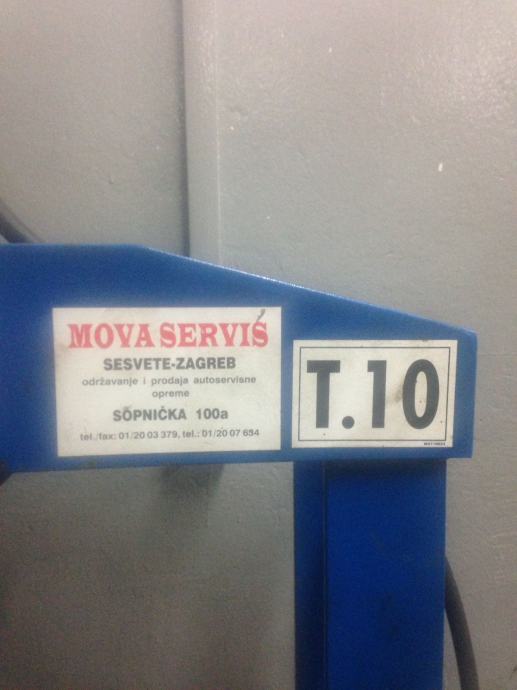 MOVA SERVIS
SESVETE-ZAGREB
održavanje i prodaja autoservisne
opreme
SOPNIČKA 100a
tel./fax: 01/20 03 379, tel.: 01/20 07 654
T.10